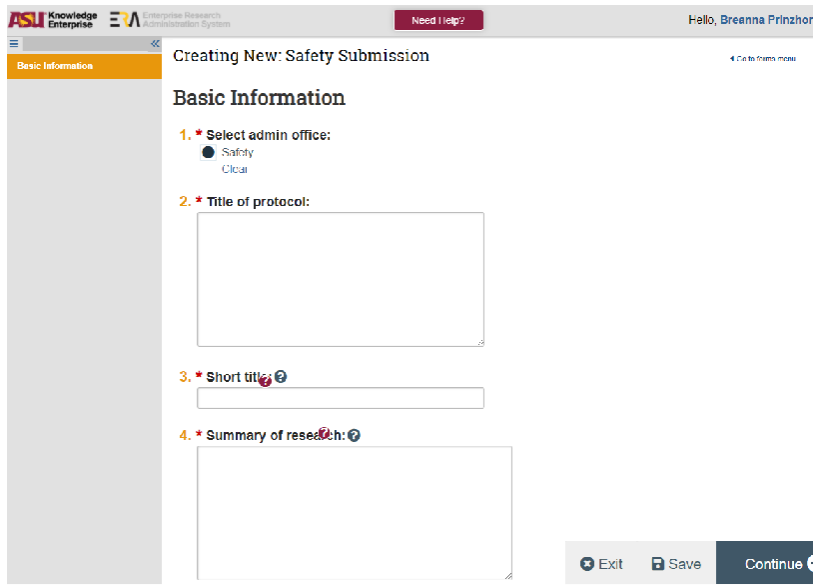 ASU Knowledge Enterprise
ERA Enterprise Research Administration System
Need Help?
Hello, Breanna Prinzhor
Basic Information
Creating New: Safety Submission
Go to forms menu
Basic Information
1. * Select admin office:
Safety
Clear
2. * Title of protocol:
3. * Short title: ?
4. * Summary of research: ?
Exit
Save
Continue